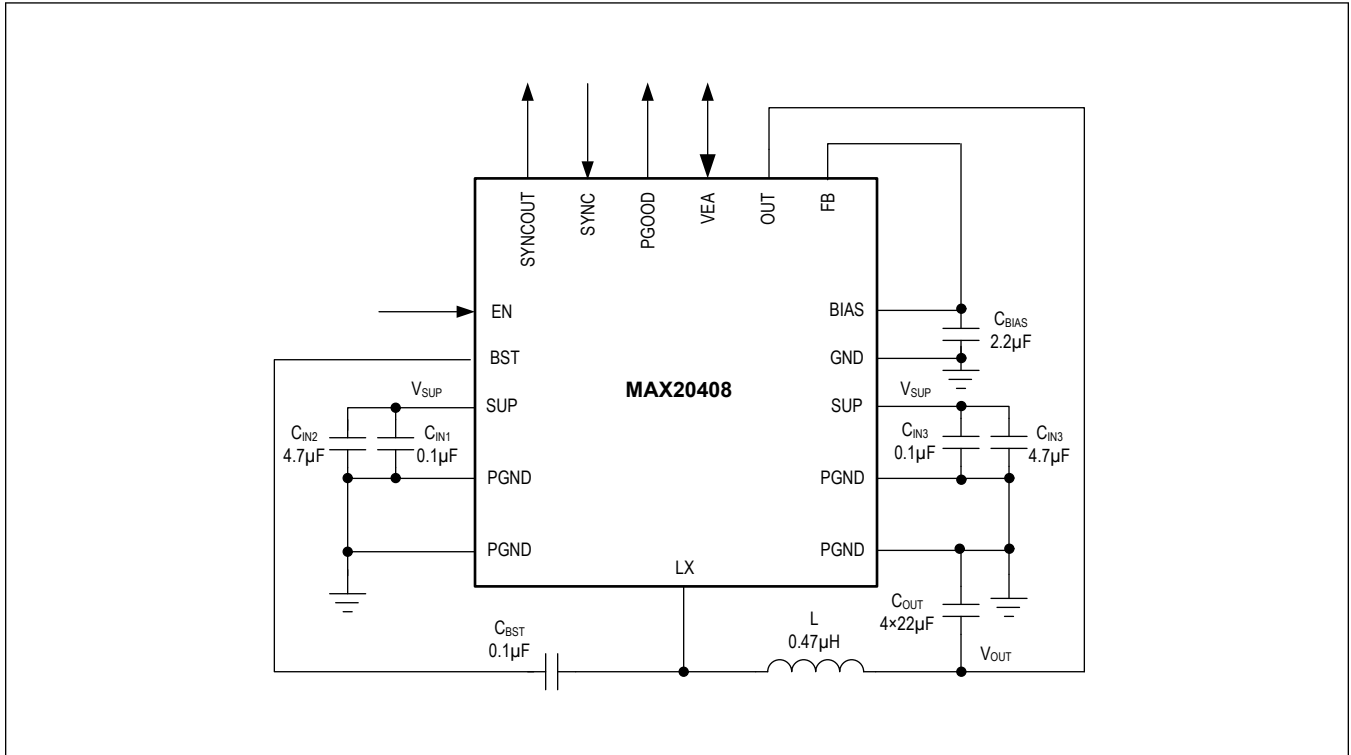 SYNCOUT
SYNC
PGOOD
VEA
OUT
FB
EN
BIAS
CBIAS
2.2µF
BST
GND
MAX20408
VSUP
SUP
SUP
VSUP
CIN2
4.7µF
CIN1
0.1µF
CIN3
0.1µF
CIN3
4.7µF
PGND
PGND
PGND
PGND
LX
COUT
4×22µF
CBST
0.1µF
L
0.47µH
VOUT